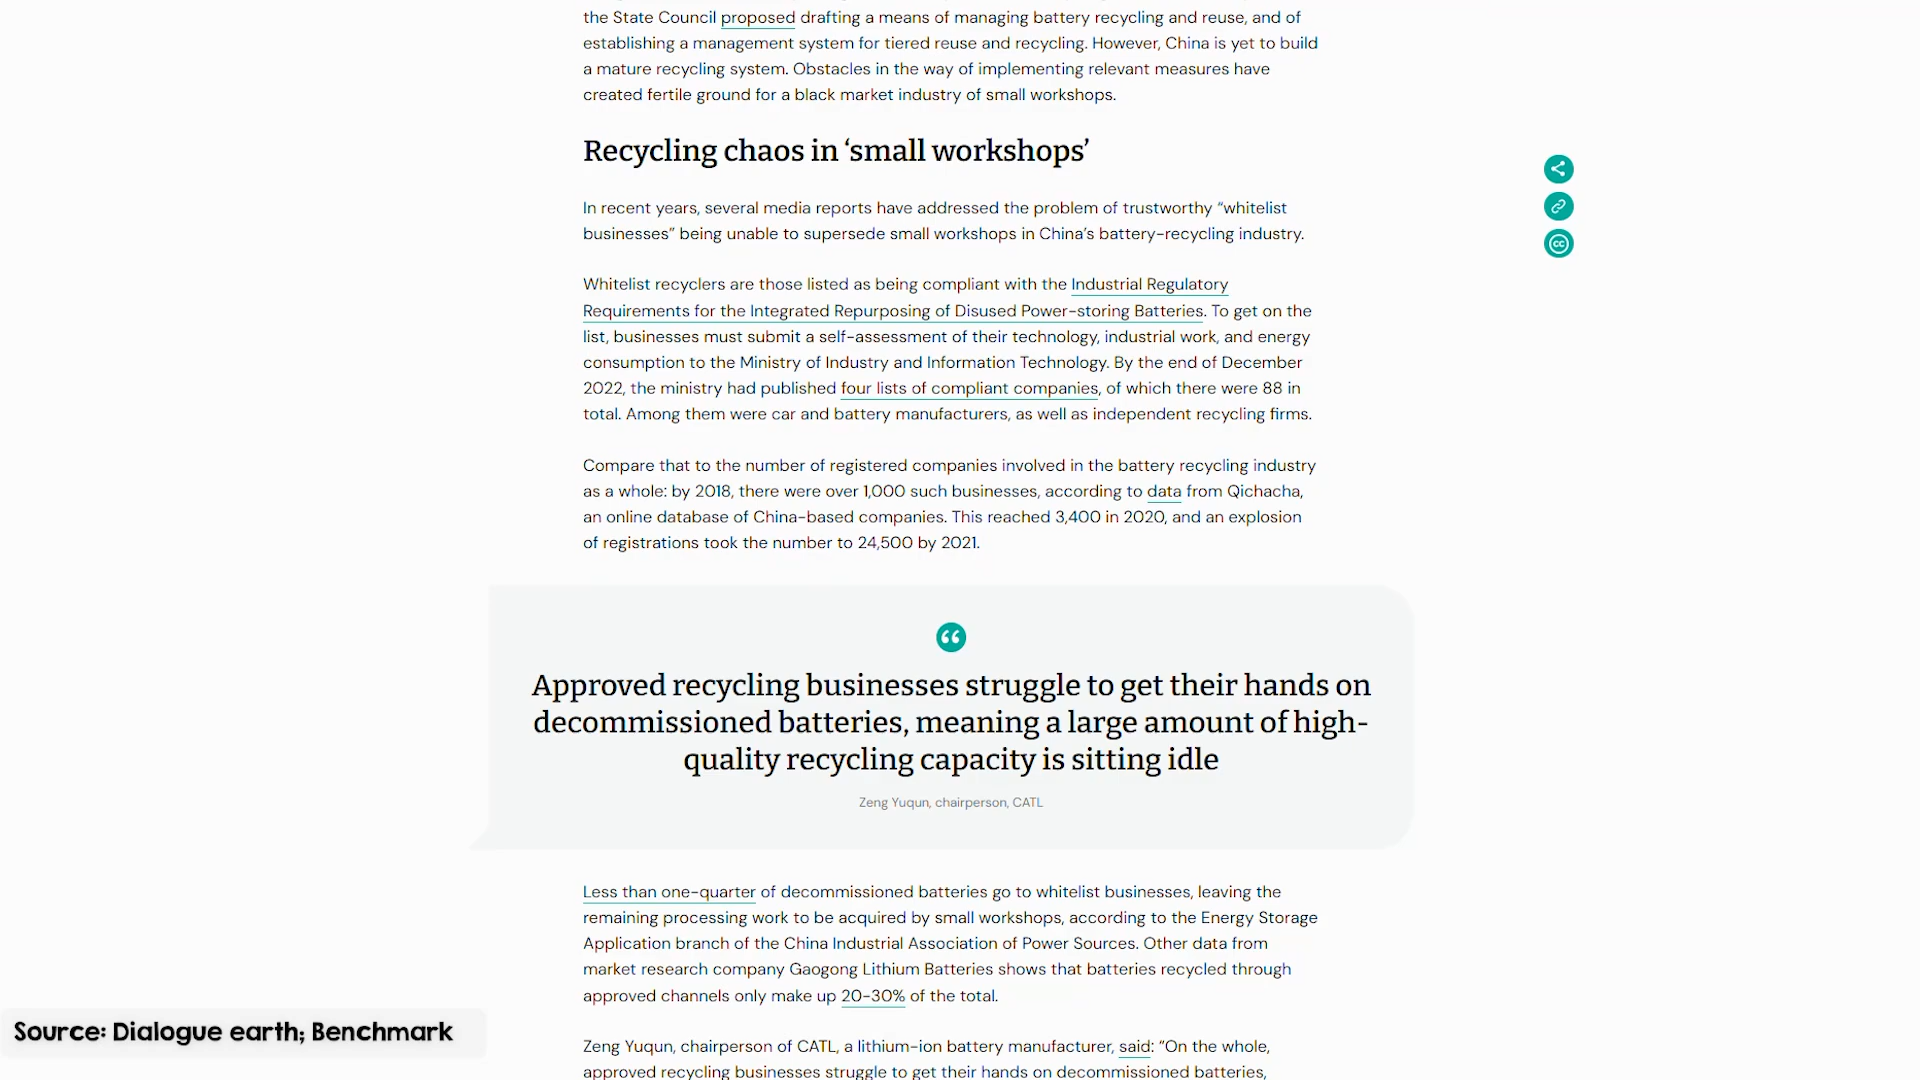 the State Council proposed drafting a means of managing battery recycling and reuse, and of
establishing a management system for tiered reuse and recycling. However, China is yet to build
a mature recycling system. Obstacles in the way of implementing relevant measures have
created fertile ground for a black market industry of small workshops.
Recycling chaos in ‘small workshops’
In recent years, several media reports have addressed the problem of trustworthy “whitelist
businesses” being unable to supersede small workshops in China’s battery-recycling industry.
Whitelist recyclers are those listed as being compliant with the Industrial Regulatory
Requirements for the Integrated Repurposing of Disused Power-storing Batteries. To get on the
list, businesses must submit a self-assessment of their technology, industrial work, and energy
consumption to the Ministry of Industry and Information Technology. By the end of December
2022, the ministry had published four lists of compliant companies, of which there were 88 in
total. Among them were car and battery manufacturers, as well as independent recycling firms.
Compare that to the number of registered companies involved in the battery recycling industry
as a whole: by 2018, there were over 1,000 such businesses, according to data from Qichacha,
an online database of China-based companies. This reached 3,400 in 2020, and an explosion
of registrations took the number to 24,500 by 2021.
Approved recycling businesses struggle to get their hands on
decommissioned batteries, meaning a large amount of high-
quality recycling capacity is sitting idle
Zeng Yuqun, chairperson, CATL
Less than one-quarter of decommissioned batteries go to whitelist businesses, leaving the
remaining processing work to be acquired by small workshops, according to the Energy Storage
Application branch of the China Industrial Association of Power Sources. Other data from
market research company Gaogong Lithium Batteries shows that batteries recycled through
approved channels only make up 20-30% of the total.
Zeng Yuqun, chairperson of CATL, a lithium-ion battery manufacturer, said: “On the whole,
approved recycling businesses struggle to get their hands on decommissioned batteries,
Source: Dialogue earth; Benchmark